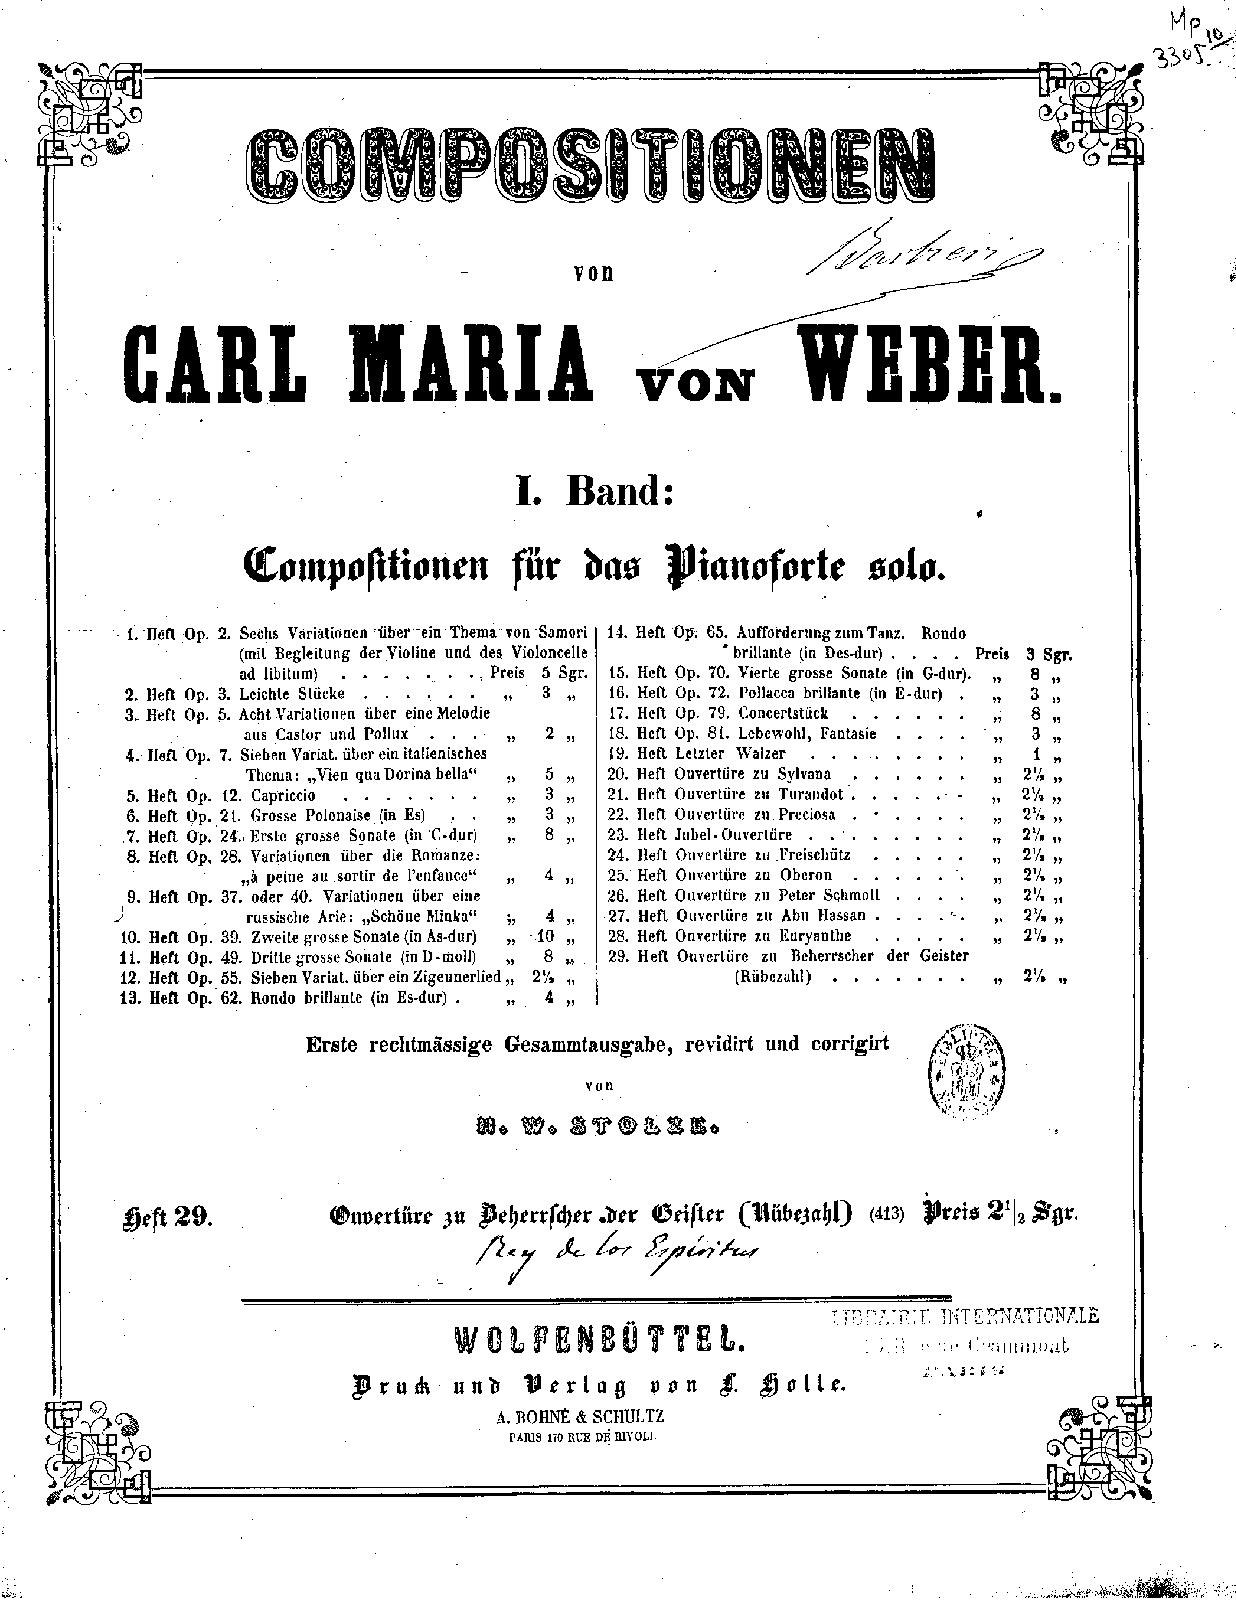 Mp
3305 10
COMPOSITIONEN
Barbieri
von
CARL MARIA VON WEBER.
I. Band:
Compositionen für das Pianoforte solo.
1. Heft Op. 2. Sechs Variationen über ein Thema von Samori
(mit Begleitung der Violine und des Violoncelle
ad libitum) . . . . . . . Preis 5 Sgr.
2. Heft Op. 3. Leichte Stücke . . . . . . „ 3 „
3. Heft Op. 5. Acht Variationen über eine Melodie
aus Castor und Pollux . . . „ 2 „
4. Heft Op. 7. Sieben Variat. über ein italienisches
Thema: „Vien qua Dorina bella“ „ 5 „
5. Heft Op. 12. Capriccio . . . . . . . „ 3 „
6. Heft Op. 21. Grosse Polonaise (in Es) . . „ 3 „
7. Heft Op. 24. Erste grosse Sonate (in C-dur) „ 8 „
8. Heft Op. 28. Variationen über die Romanze:
„à peine au sortir de l'enfance“ „ 4 „
9. Heft Op. 37. oder 40. Variationen über eine
russische Arie: „Schöne Minka“ „ 4 „
10. Heft Op. 39. Zweite grosse Sonate (in As-dur) „ 10 „
11. Heft Op. 49. Dritte grosse Sonate (in D-moll) „ 8 „
12. Heft Op. 55. Sieben Variat. über ein Zigeunerlied „ 2½ „
13. Heft Op. 62. Rondo brillante (in Es-dur) . „ 4 „
14. Heft Op. 65. Aufforderung zum Tanz. Rondo
brillante (in Des-dur) . . . . Preis 3 Sgr.
15. Heft Op. 70. Vierte grosse Sonate (in G-dur). „ 8 „
16. Heft Op. 72. Pollacca brillante (in E-dur) . „ 3 „
17. Heft Op. 79. Concertstück . . . . . . „ 8 „
18. Heft Op. 81. Lebewohl, Fantasie . . . . „ 3 „
19. Heft Letzter Walzer . . . . . . . . „ 1 „
20. Heft Ouvertüre zu Sylvana . . . . . . „ 2½ „
21. Heft Ouvertüre zu Turandot . . . . . . „ 2½ „
22. Heft Ouvertüre zu Preciosa . . . . . . „ 2½ „
23. Heft Jubel-Ouvertüre . . . . . . . . „ 2½ „
24. Heft Ouvertüre zu Freischütz . . . . . „ 2½ „
25. Heft Ouvertüre zu Oberon . . . . . . „ 2½ „
26. Heft Ouvertüre zu Peter Schmoll . . . . „ 2½ „
27. Heft Ouvertüre zu Abu Hassan . . . . . „ 2½ „
28. Heft Ouvertüre zu Euryanthe . . . . . „ 2½ „
29. Heft Ouvertüre zu Beherrscher der Geister
(Rübezahl) . . . . . . . „ 2½ „
Erste rechtmässige Gesammtausgabe, revidirt und corrigirt
von
H. W. STOLZE.
Heft 29. Ouvertüre zu Beherrscher der Geister (Rübezahl) (413) Preis 2½ Sgr.
Rey de los Espíritus
LIBRAIRIE INTERNATIONALE
WOLFENBÜTTEL.
Druck und Verlag von L. Holle.
A. BOHNÉ & SCHULTZ
PARIS 170 RUE DE RIVOLI.